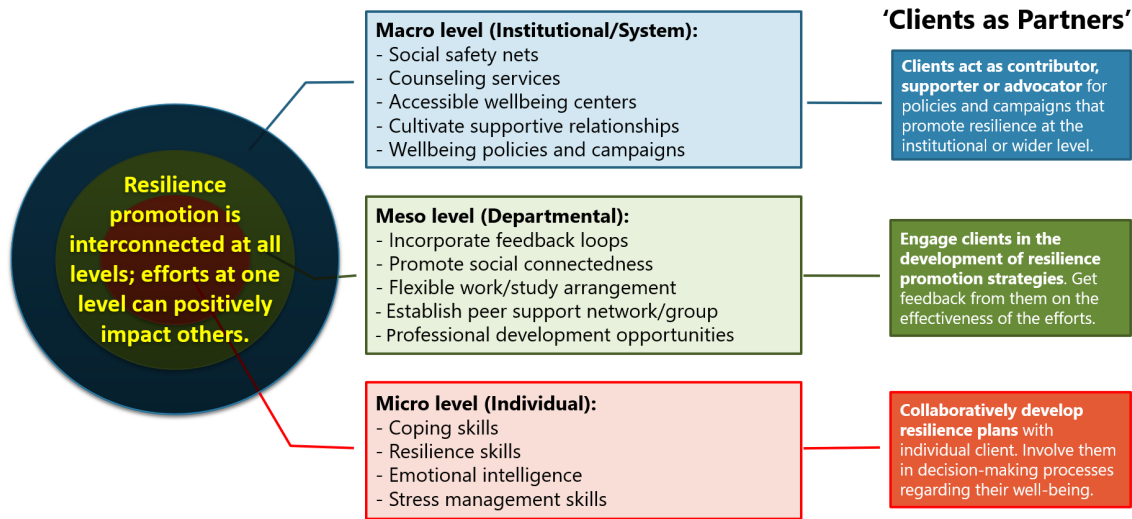 'Clients as Partners'
Resilience
promotion is
interconnected at all
levels; efforts at one
level can positively
impact others.
Macro level (Institutional/System):
- Social safety nets
- Counseling services
- Accessible wellbeing centers
- Cultivate supportive relationships
- Wellbeing policies and campaigns
Clients act as contributor,
supporter or advocator for
policies and campaigns that
promote resilience at the
institutional or wider level.
Meso level (Departmental):
- Incorporate feedback loops
- Promote social connectedness
- Flexible work/study arrangement
- Establish peer support network/group
- Professional development opportunities
Engage clients in the
development of resilience
promotion strategies. Get
feedback from them on the
effectiveness of the efforts.
Micro level (Individual):
- Coping skills
- Resilience skills
- Emotional intelligence
- Stress management skills
Collaboratively develop
resilience plans with
individual client. Involve them
in decision-making processes
regarding their well-being.